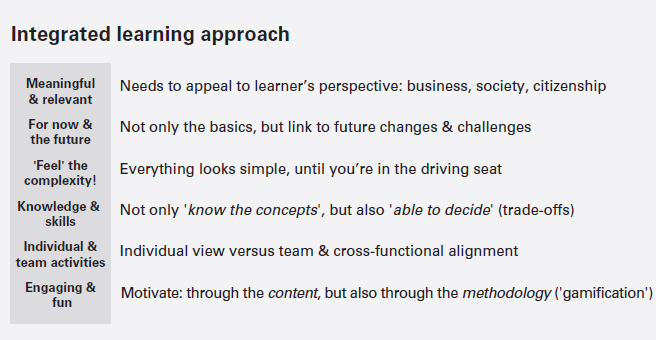 Integrated learning approach
Meaningful
& relevant
Needs to appeal to learner's perspective: business, society, citizenship
For now &
the future
Not only the basics, but link to future changes & challenges
'Feel' the
complexity!
Everything looks simple, until you're in the driving seat
Knowledge &
skills
Not only 'know the concepts', but also 'able to decide' (trade-offs)
Individual &
team activities
Individual view versus team & cross-functional alignment
Engaging &
fun
Motivate: through the content, but also through the methodology ('gamification')